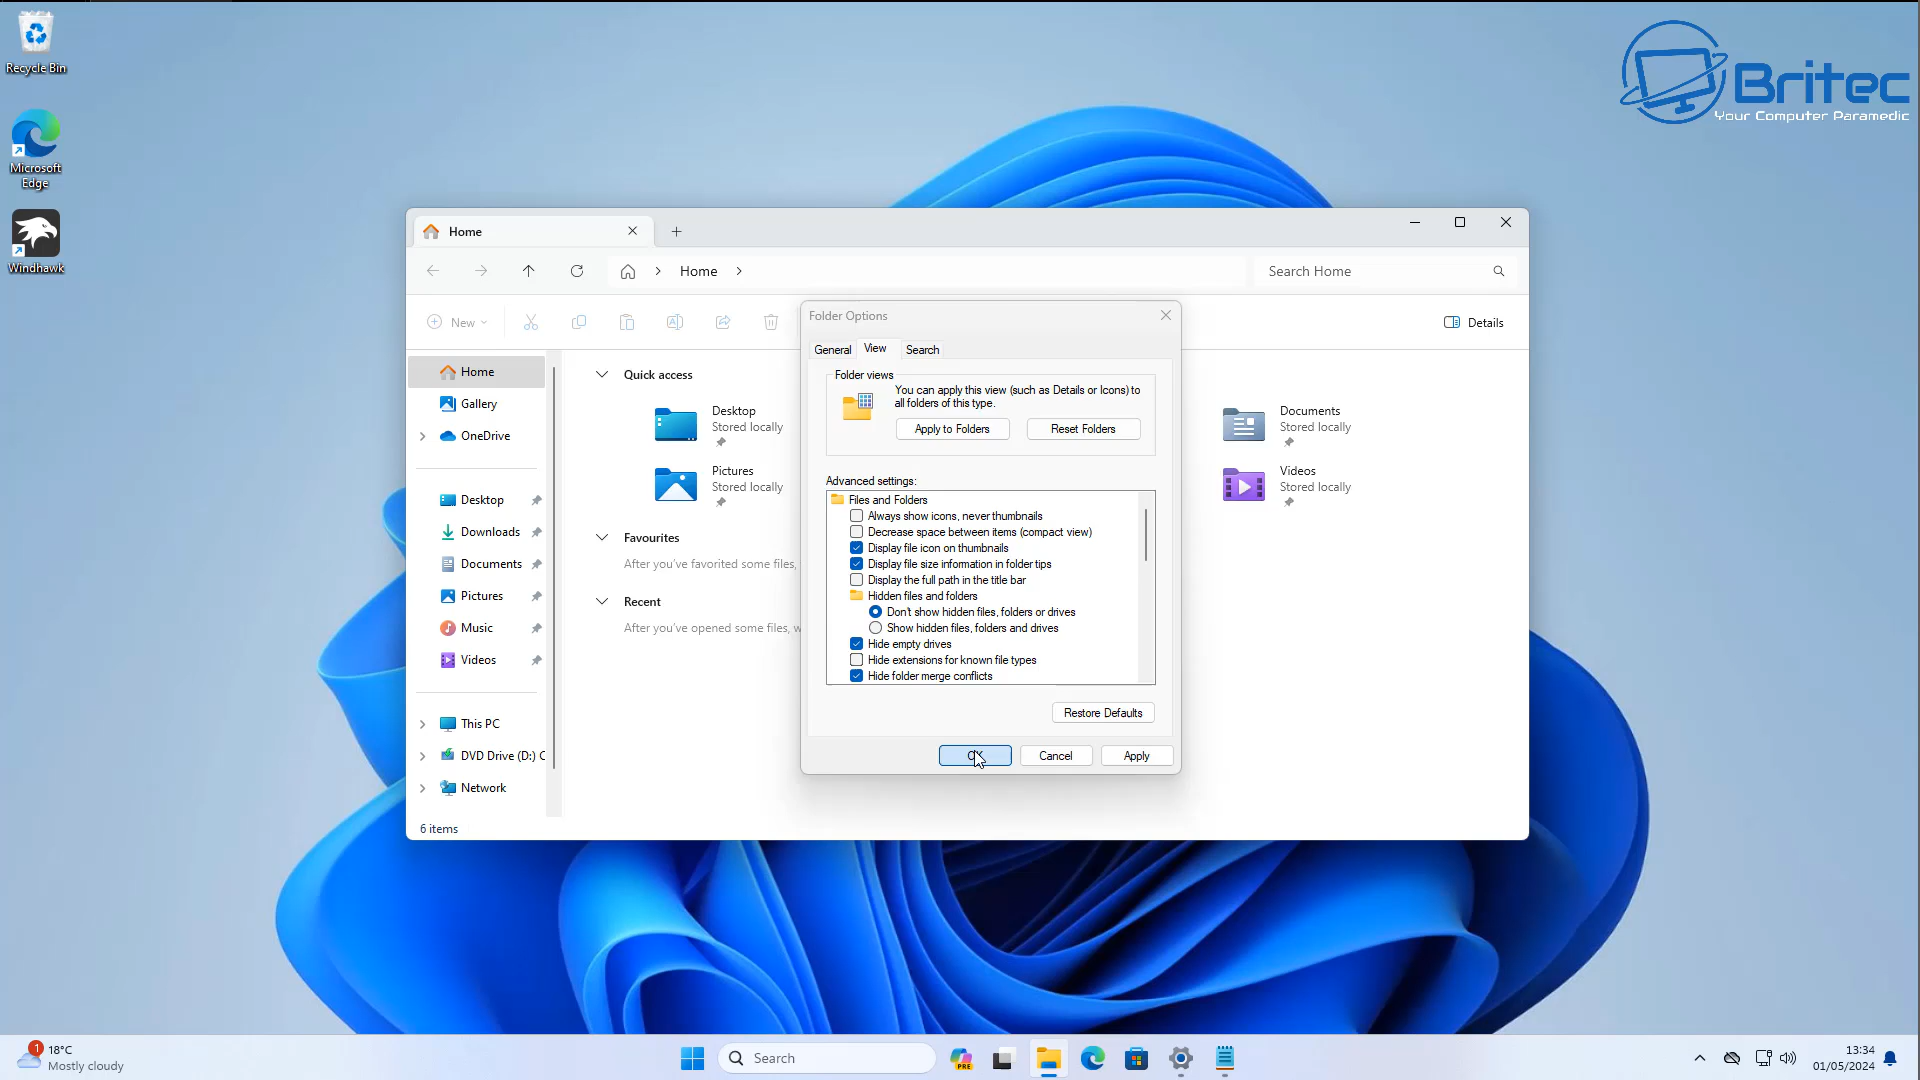 Recycle Bin
Microsoft
Edge
Windhawk
Britec
Your Computer Paramedic
Home
Home
Search Home
New
Details
Home
Gallery
OneDrive
Desktop
Downloads
Documents
Pictures
Music
Videos
This PC
DVD Drive (D:) C
Network
6 items
Quick access
Desktop
Stored locally
Pictures
Stored locally
Documents
Stored locally
Videos
Stored locally
Favourites
After you've favorited some files,
Recent
After you've opened some files, w
Folder Options
General
View
Search
Folder views
You can apply this view (such as Details or Icons) to
all folders of this type.
Apply to Folders
Reset Folders
Advanced settings:
Files and Folders
Always show icons, never thumbnails
Decrease space between items (compact view)
Display file icon on thumbnails
Display file size information in folder tips
Display the full path in the title bar
Hidden files and folders
Don't show hidden files, folders or drives
Show hidden files, folders and drives
Hide empty drives
Hide extensions for known file types
Hide folder merge conflicts
Restore Defaults
Cancel
Apply
1
18°C
Mostly cloudy
Search
PRE
13:34
01/05/2024